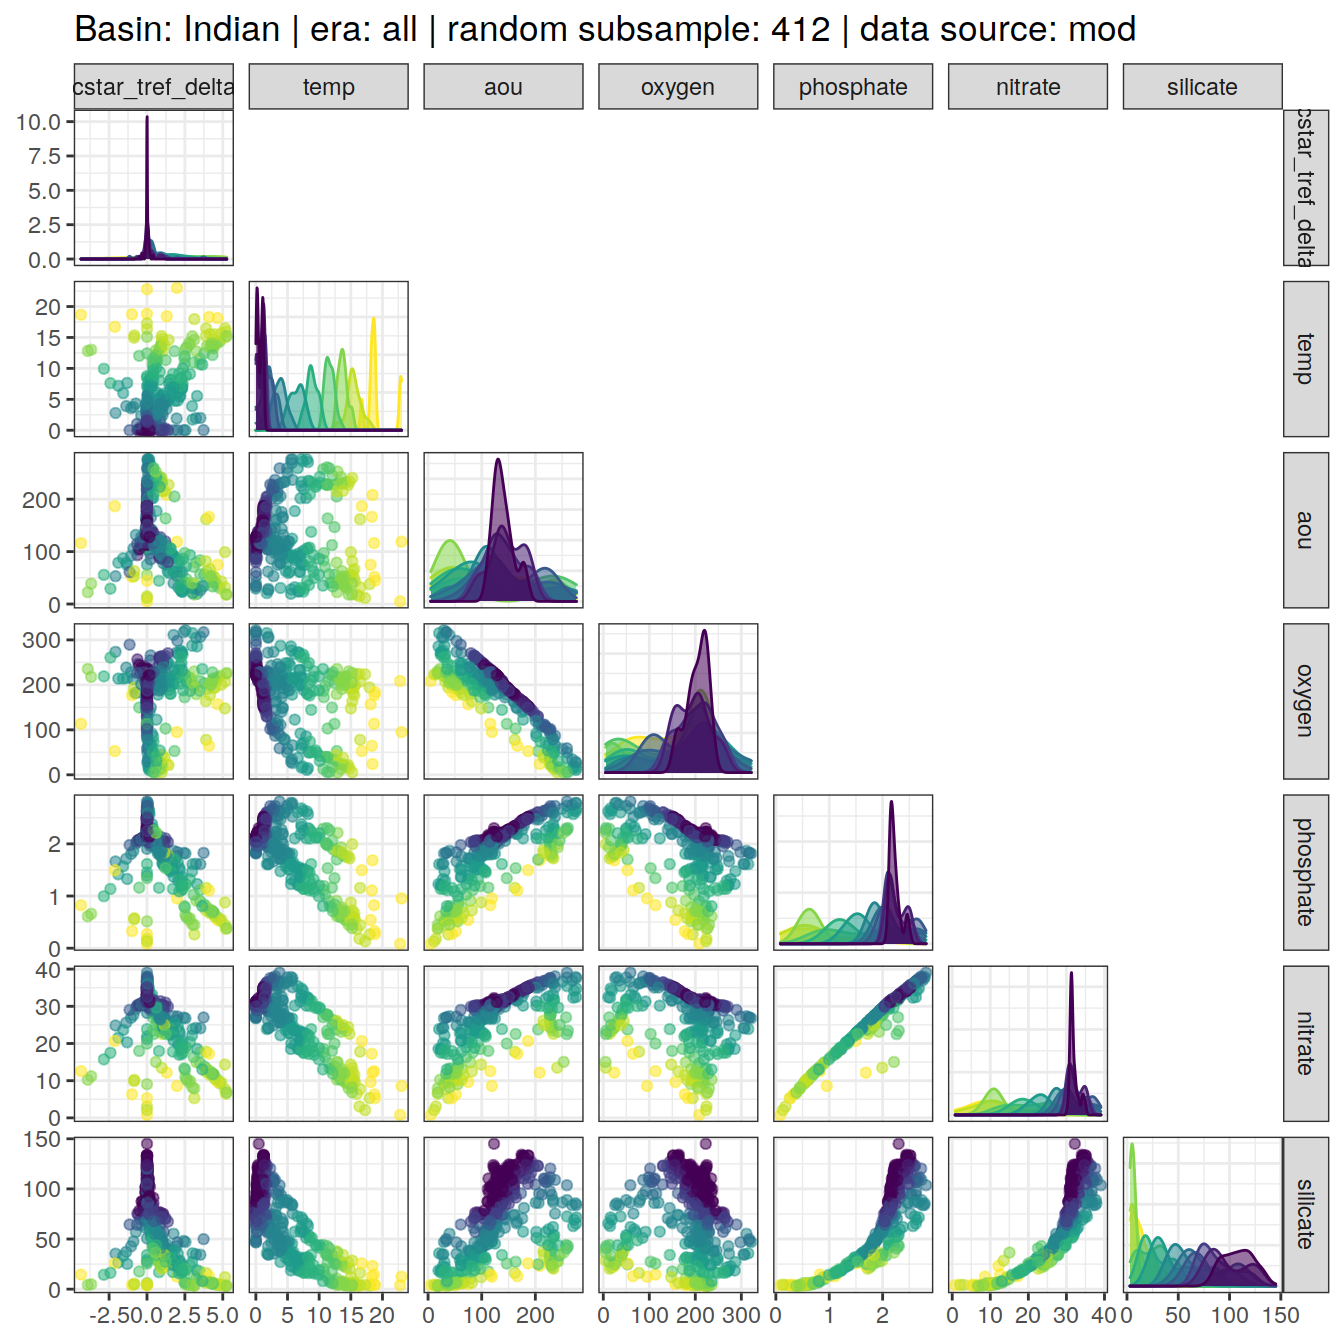 Basin: Indian | era: all | random subsample: 412 | data source: mod
cstar_tref_delta temp aou oxygen phosphate nitrate silicate
10.0
7.5
5.0
2.5
0.0
cstar_tref_delta
20
15
10
5
0
temp
200
100
0
aou
300
200
100
0
oxygen
2
1
0
phosphate
40
30
20
10
0
nitrate
150
100
50
0
silicate
-2.5 0.0 2.5 5.0 0 5 10 15 20 0 100 200 0 100 200 300 0 1 2 0 10 20 30 40 0 50 100 150